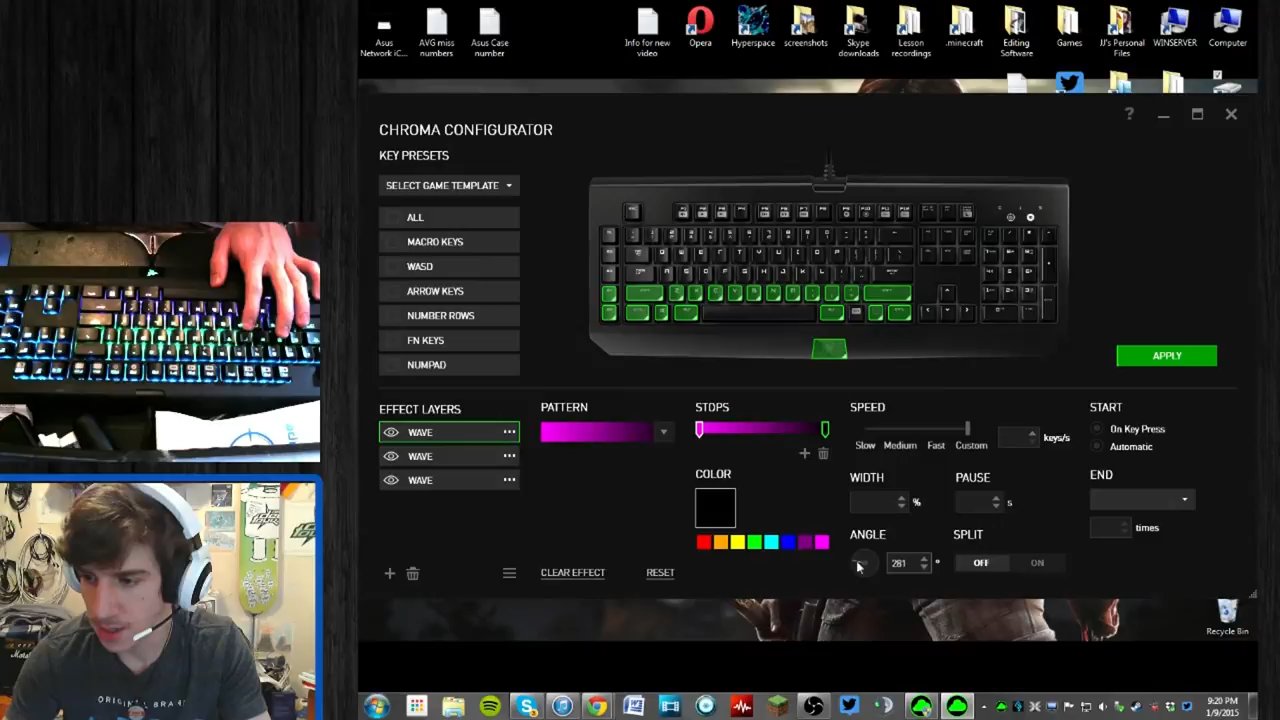 Asus Network iC...
AVG miss numbers
Asus Case number
Info for new video
Opera
Hyperspace
screenshots
Skype downloads
Lesson recordings
.minecraft
Editing Software
Games
JJ's Personal Files
WINSERVER
Computer
CHROMA CONFIGURATOR
?
KEY PRESETS
SELECT GAME TEMPLATE
ALL
MACRO KEYS
WASD
ARROW KEYS
NUMBER ROWS
FN KEYS
NUMPAD
APPLY
EFFECT LAYERS
WAVE
WAVE
WAVE
PATTERN
STOPS
COLOR
SPEED
Slow Medium Fast Custom
keys/s
WIDTH
%
PAUSE
s
ANGLE
281 °
SPLIT
OFF ON
START
On Key Press
Automatic
END
times
CLEAR EFFECT
RESET
ORIGINAL BRAND
Recycle Bin
9:20 PM
1/9/2015